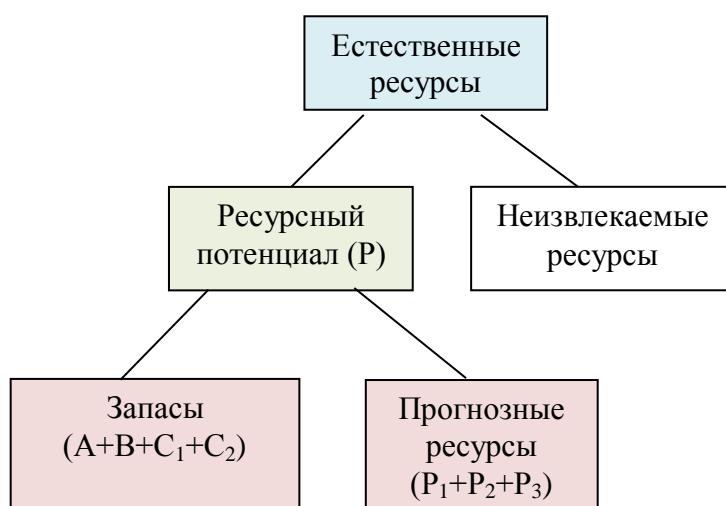 Естественные
ресурсы
Ресурсный
потенциал (Р)
Неизвлекаемые
ресурсы
Запасы
(А+В+С₁+С₂)
Прогнозные
ресурсы
(Р₁+Р₂+Р₃)